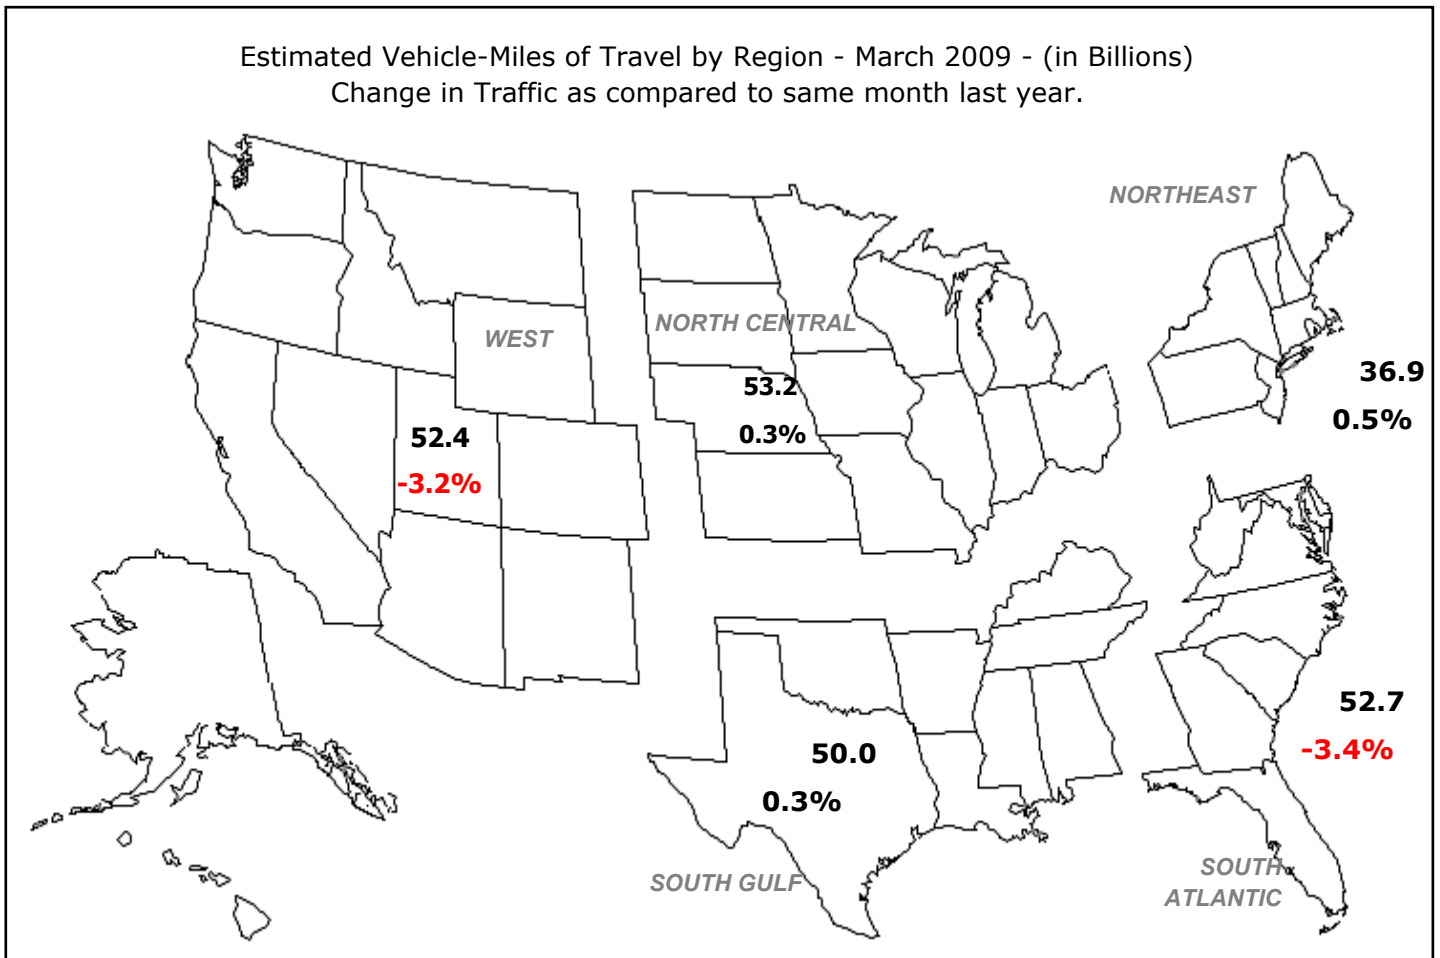 Estimated Vehicle-Miles of Travel by Region - March 2009 - (in Billions)
Change in Traffic as compared to same month last year.
NORTHEAST
WEST
NORTH CENTRAL
36.9
0.5%
53.2
0.3%
52.4
-3.2%
52.7
-3.4%
50.0
0.3%
SOUTH GULF
SOUTH
ATLANTIC